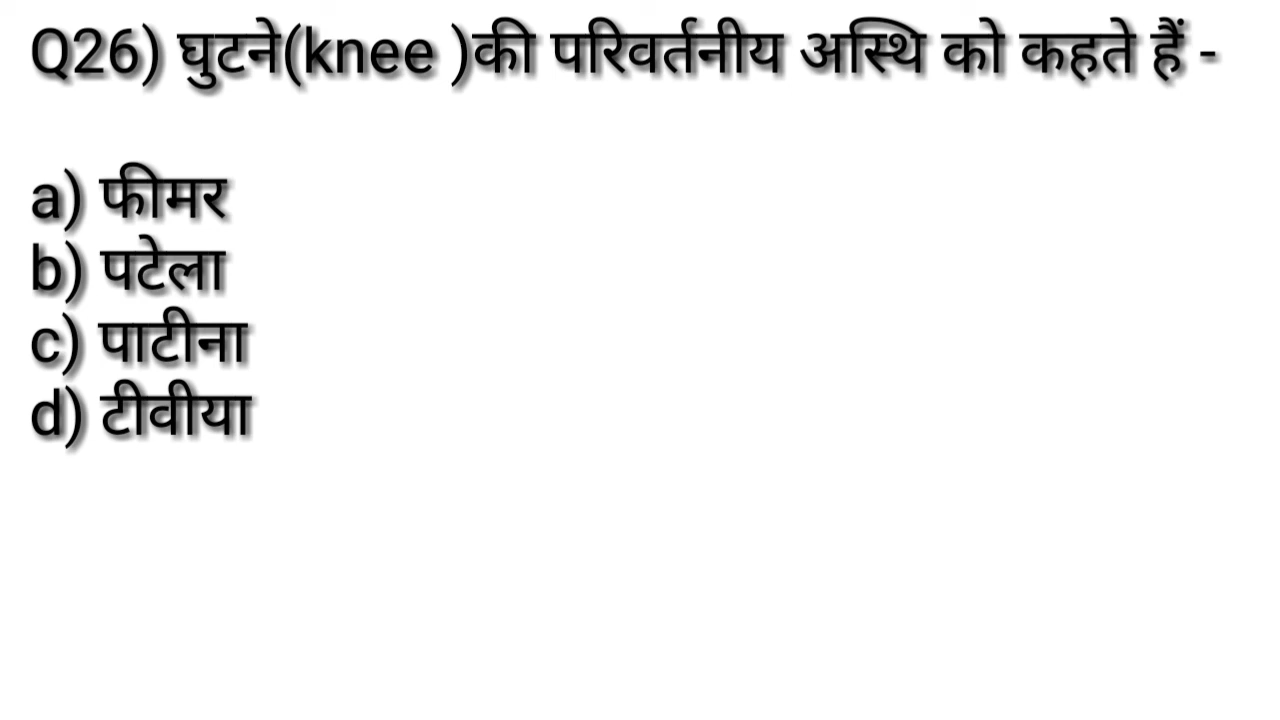 Q26) घुटने(knee )की परिवर्तनीय अस्थि को कहते हैं -
a) फीमर
b) पटेला
c) पाटीना
d) टीवीया